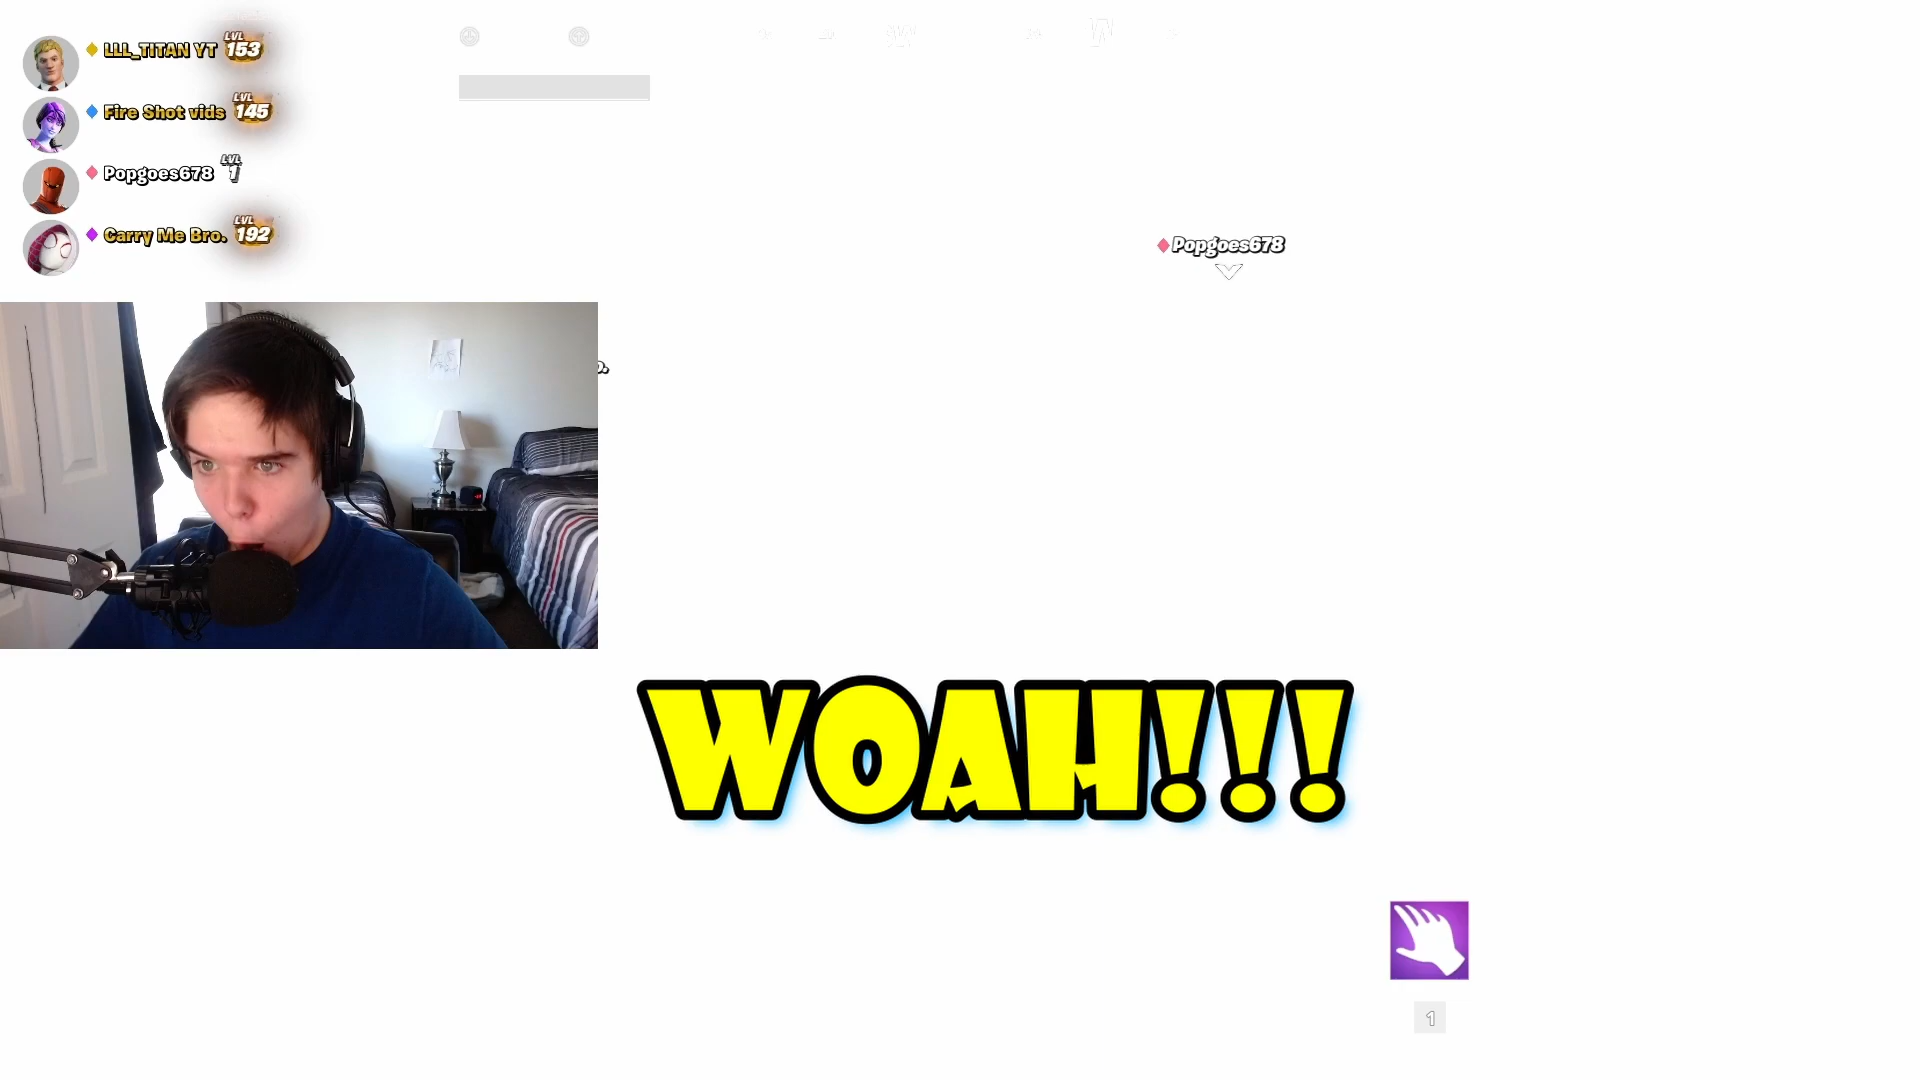 LLL_TITAN YT LVL 153
Fire Shot vids LVL 145
Popgoes678 LVL 1
Carry Me Bro. LVL 192
Popgoes678
WOAH!!!
1